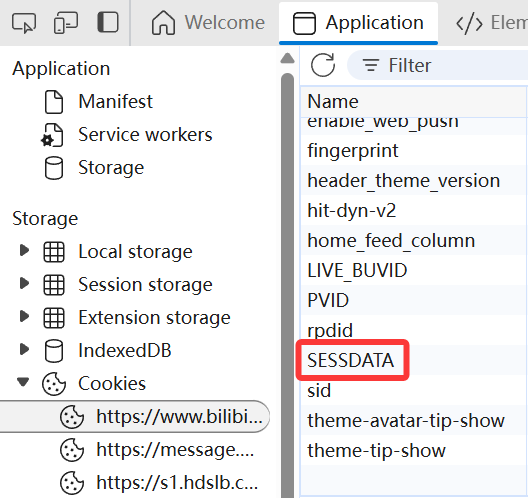 Welcome
Application
Elem
Application
Manifest
Service workers
Storage
Storage
Local storage
Session storage
Extension storage
IndexedDB
Cookies
https://www.bilibi...
https://message....
https://s1.hdslb.c...
Filter
Name
enable_web_push
fingerprint
header_theme_version
hit-dyn-v2
home_feed_column
LIVE_BUVID
PVID
rpdid
SESSDATA
sid
theme-avatar-tip-show
theme-tip-show